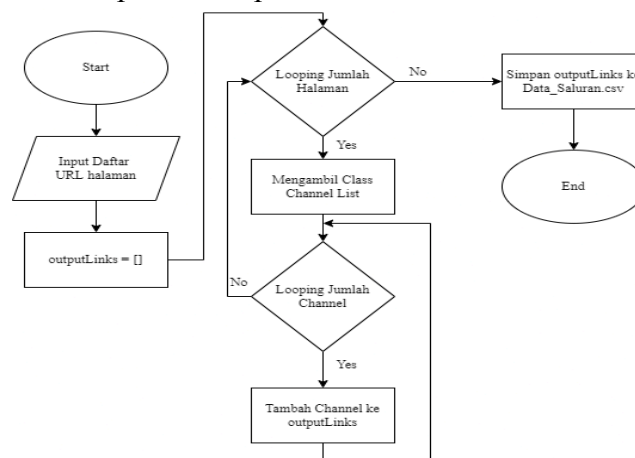 Start
Input Daftar
URL halaman
outputLinks = []
Looping Jumlah
Halaman
No
Yes
Simpan outputLinks ke
Data_Saluran.csv
End
Mengambil Class
Channel List
Looping Jumlah
Channel
No
Yes
Tambah Channel ke
outputLinks